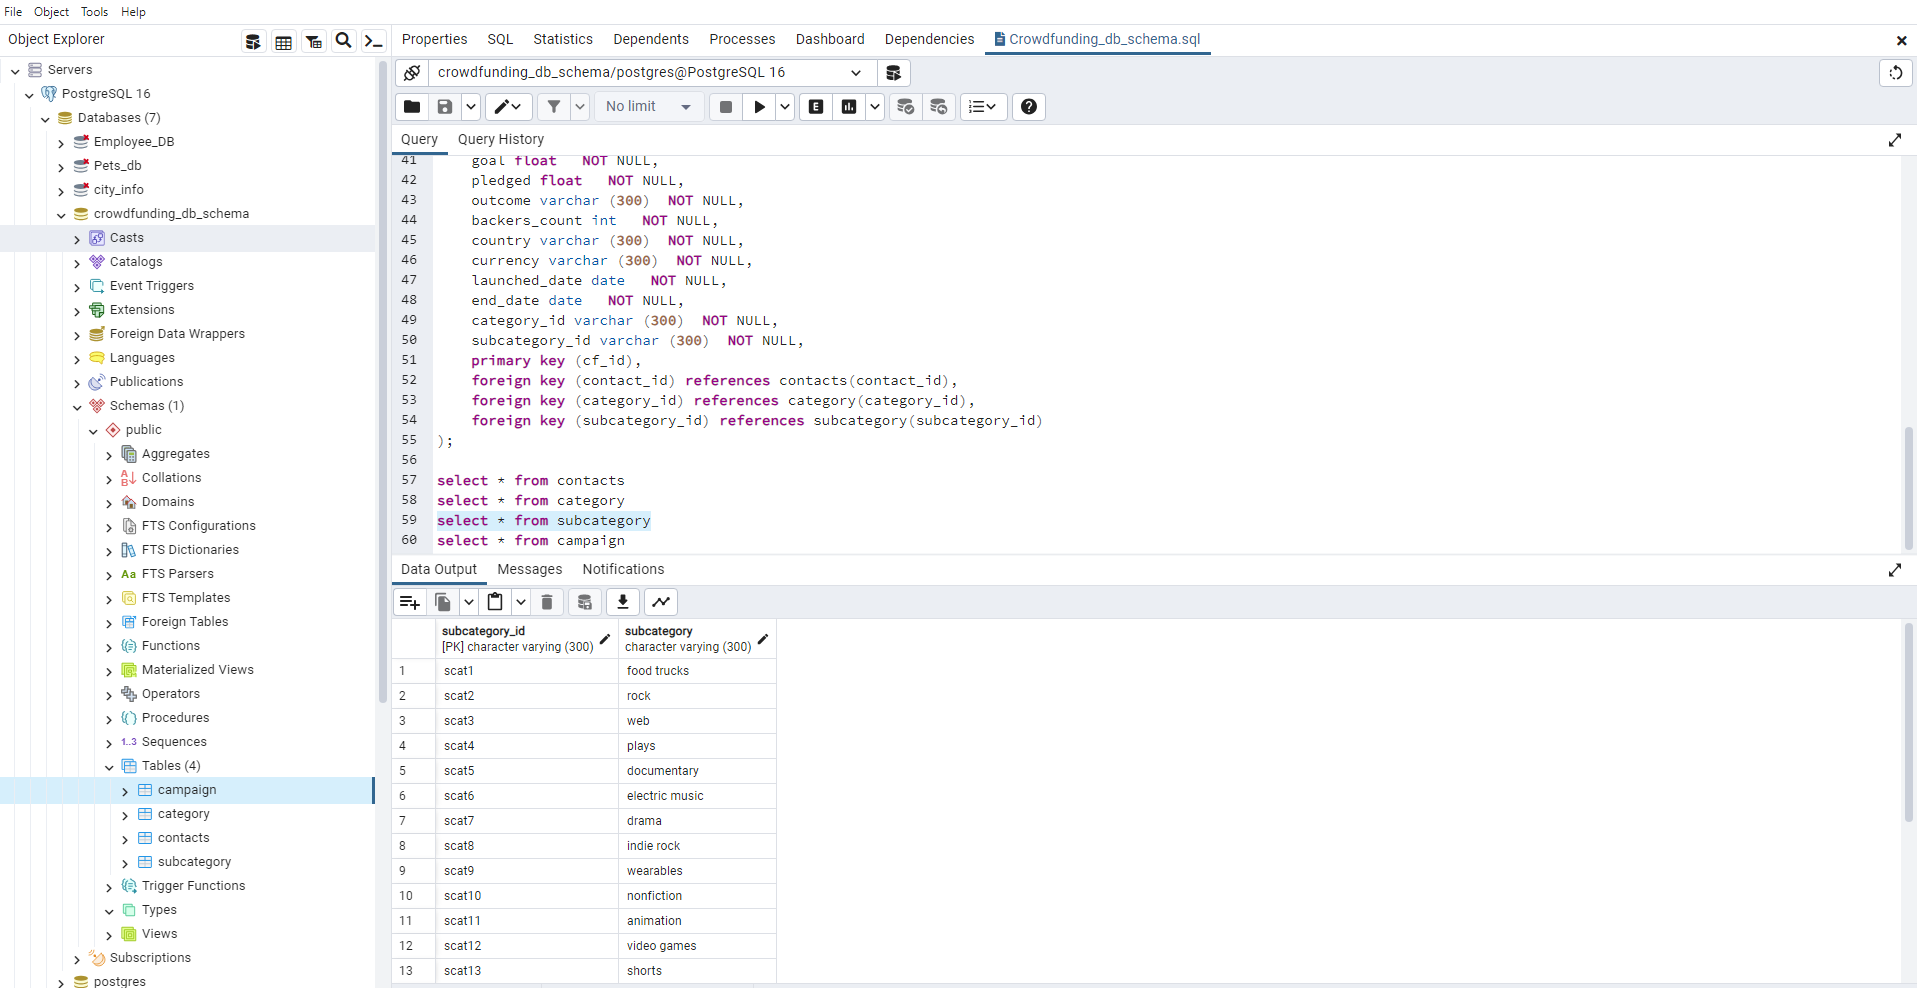 File Object Tools Help
Object Explorer
Servers
PostgreSQL 16
Databases (7)
Employee_DB
Pets_db
city_info
crowdfunding_db_schema
Casts
Catalogs
Event Triggers
Extensions
Foreign Data Wrappers
Languages
Publications
Schemas (1)
public
Aggregates
Collations
Domains
FTS Configurations
FTS Dictionaries
Aa FTS Parsers
FTS Templates
Foreign Tables
Functions
Materialized Views
Operators
Procedures
1..3 Sequences
Tables (4)
campaign
category
contacts
subcategory
Trigger Functions
Types
Views
Subscriptions
postgres
Properties SQL Statistics Dependents Processes Dashboard Dependencies Crowdfunding_db_schema.sql
crowdfunding_db_schema/postgres@PostgreSQL 16
No limit E
Query Query History
41 goal float NOT NULL,
42 pledged float NOT NULL,
43 outcome varchar (300) NOT NULL,
44 backers_count int NOT NULL,
45 country varchar (300) NOT NULL,
46 currency varchar (300) NOT NULL,
47 launched_date date NOT NULL,
48 end_date date NOT NULL,
49 category_id varchar (300) NOT NULL,
50 subcategory_id varchar (300) NOT NULL,
51 primary key (cf_id),
52 foreign key (contact_id) references contacts(contact_id),
53 foreign key (category_id) references category(category_id),
54 foreign key (subcategory_id) references subcategory(subcategory_id)
55 );
56
57 select * from contacts
58 select * from category
59 select * from subcategory
60 select * from campaign
Data Output Messages Notifications
subcategory_id subcategory
[PK] character varying (300) character varying (300)
1 scat1 food trucks
2 scat2 rock
3 scat3 web
4 scat4 plays
5 scat5 documentary
6 scat6 electric music
7 scat7 drama
8 scat8 indie rock
9 scat9 wearables
10 scat10 nonfiction
11 scat11 animation
12 scat12 video games
13 scat13 shorts